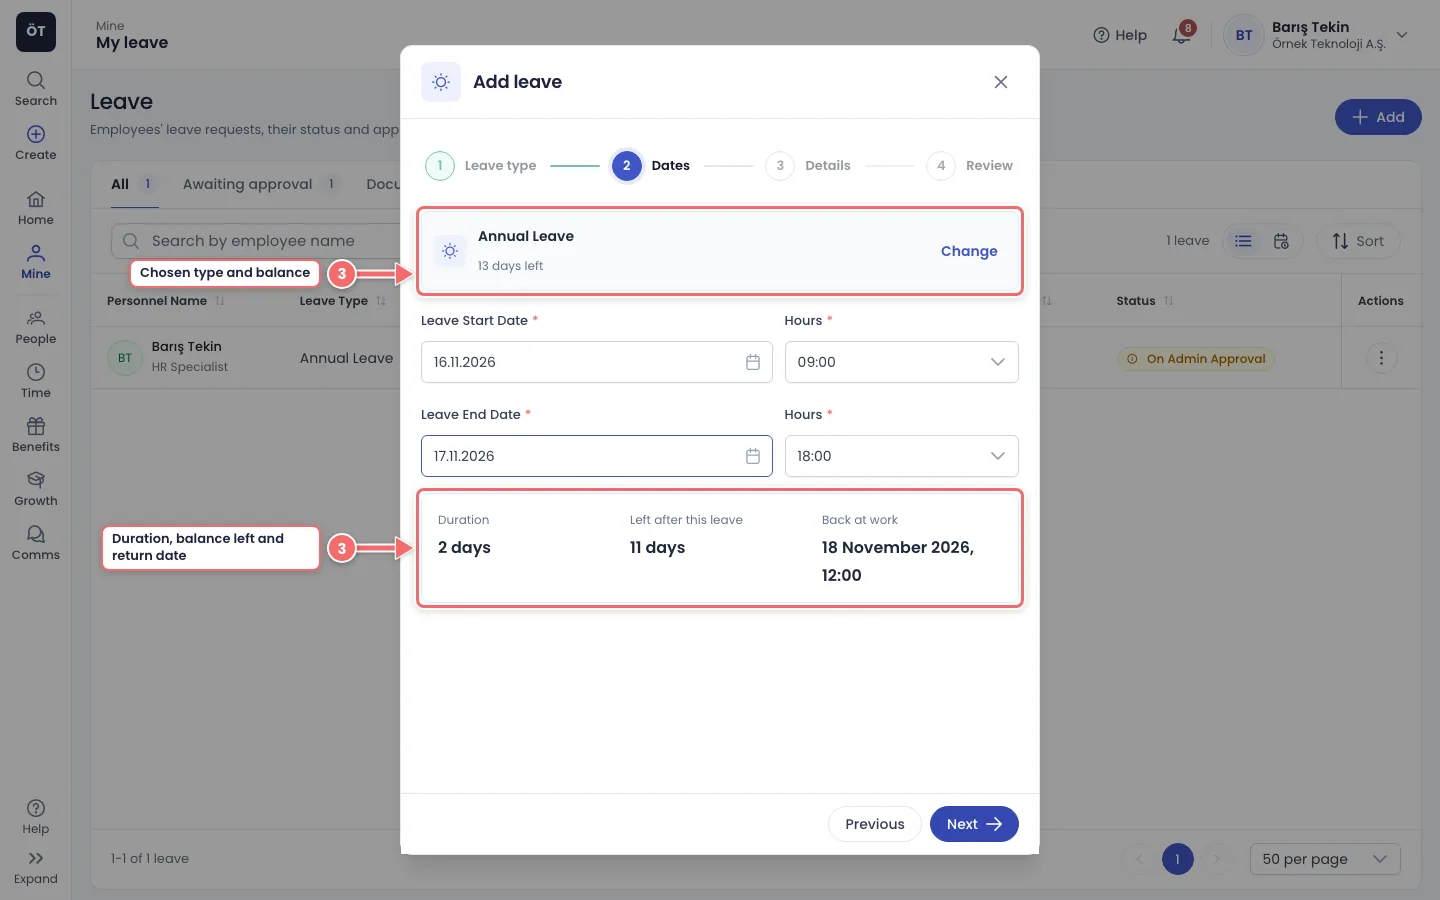 ÖT
Mine
My leave
Help
8
BT
Barış Tekin
Örnek Teknoloji A.Ş.
Search
Create
Home
Mine
People
Time
Benefits
Growth
Comms
Help
Expand
Leave
Employees' leave requests, their status and app
Add
All 1
Awaiting approval 1
Docu
Search by employee name
1 leave
Sort
Personnel Name
Leave Type
Status
Actions
BT
Barış Tekin
HR Specialist
Annual Leave
On Admin Approval
1-1 of 1 leave
1
50 per page
Add leave
1 Leave type
2 Dates
3 Details
4 Review
Chosen type and balance
3
Annual Leave
13 days left
Change
Leave Start Date *
Hours *
16.11.2026
09:00
Leave End Date *
Hours *
17.11.2026
18:00
Duration, balance left and
return date
3
Duration
2 days
Left after this leave
11 days
Back at work
18 November 2026,
12:00
Previous
Next